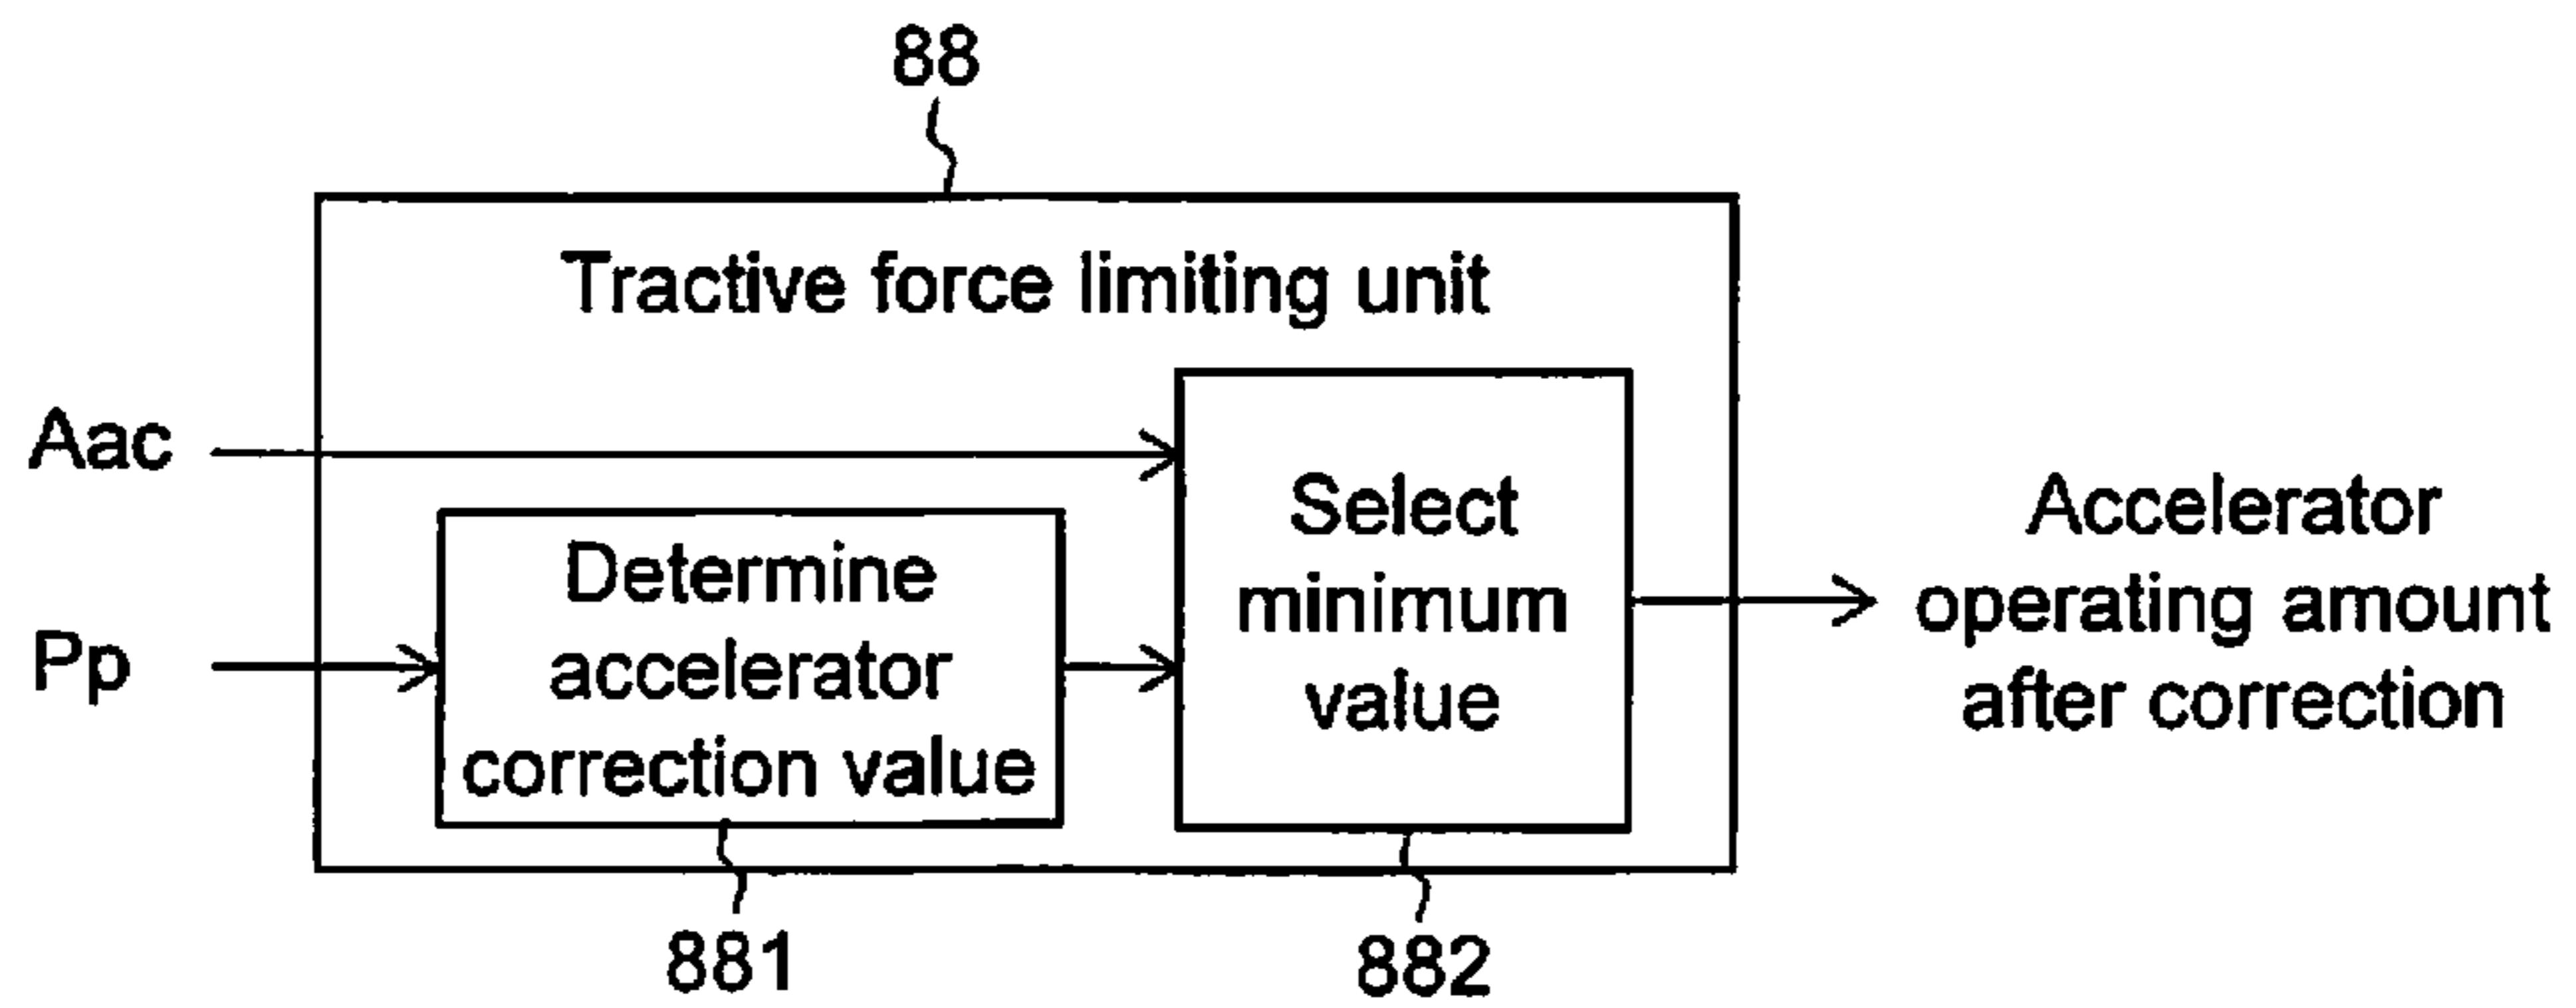 88
Tractive force limiting unit
Aac
Pp
Determine
accelerator
correction value
Select
minimum
value
Accelerator
operating amount
after correction
881
882